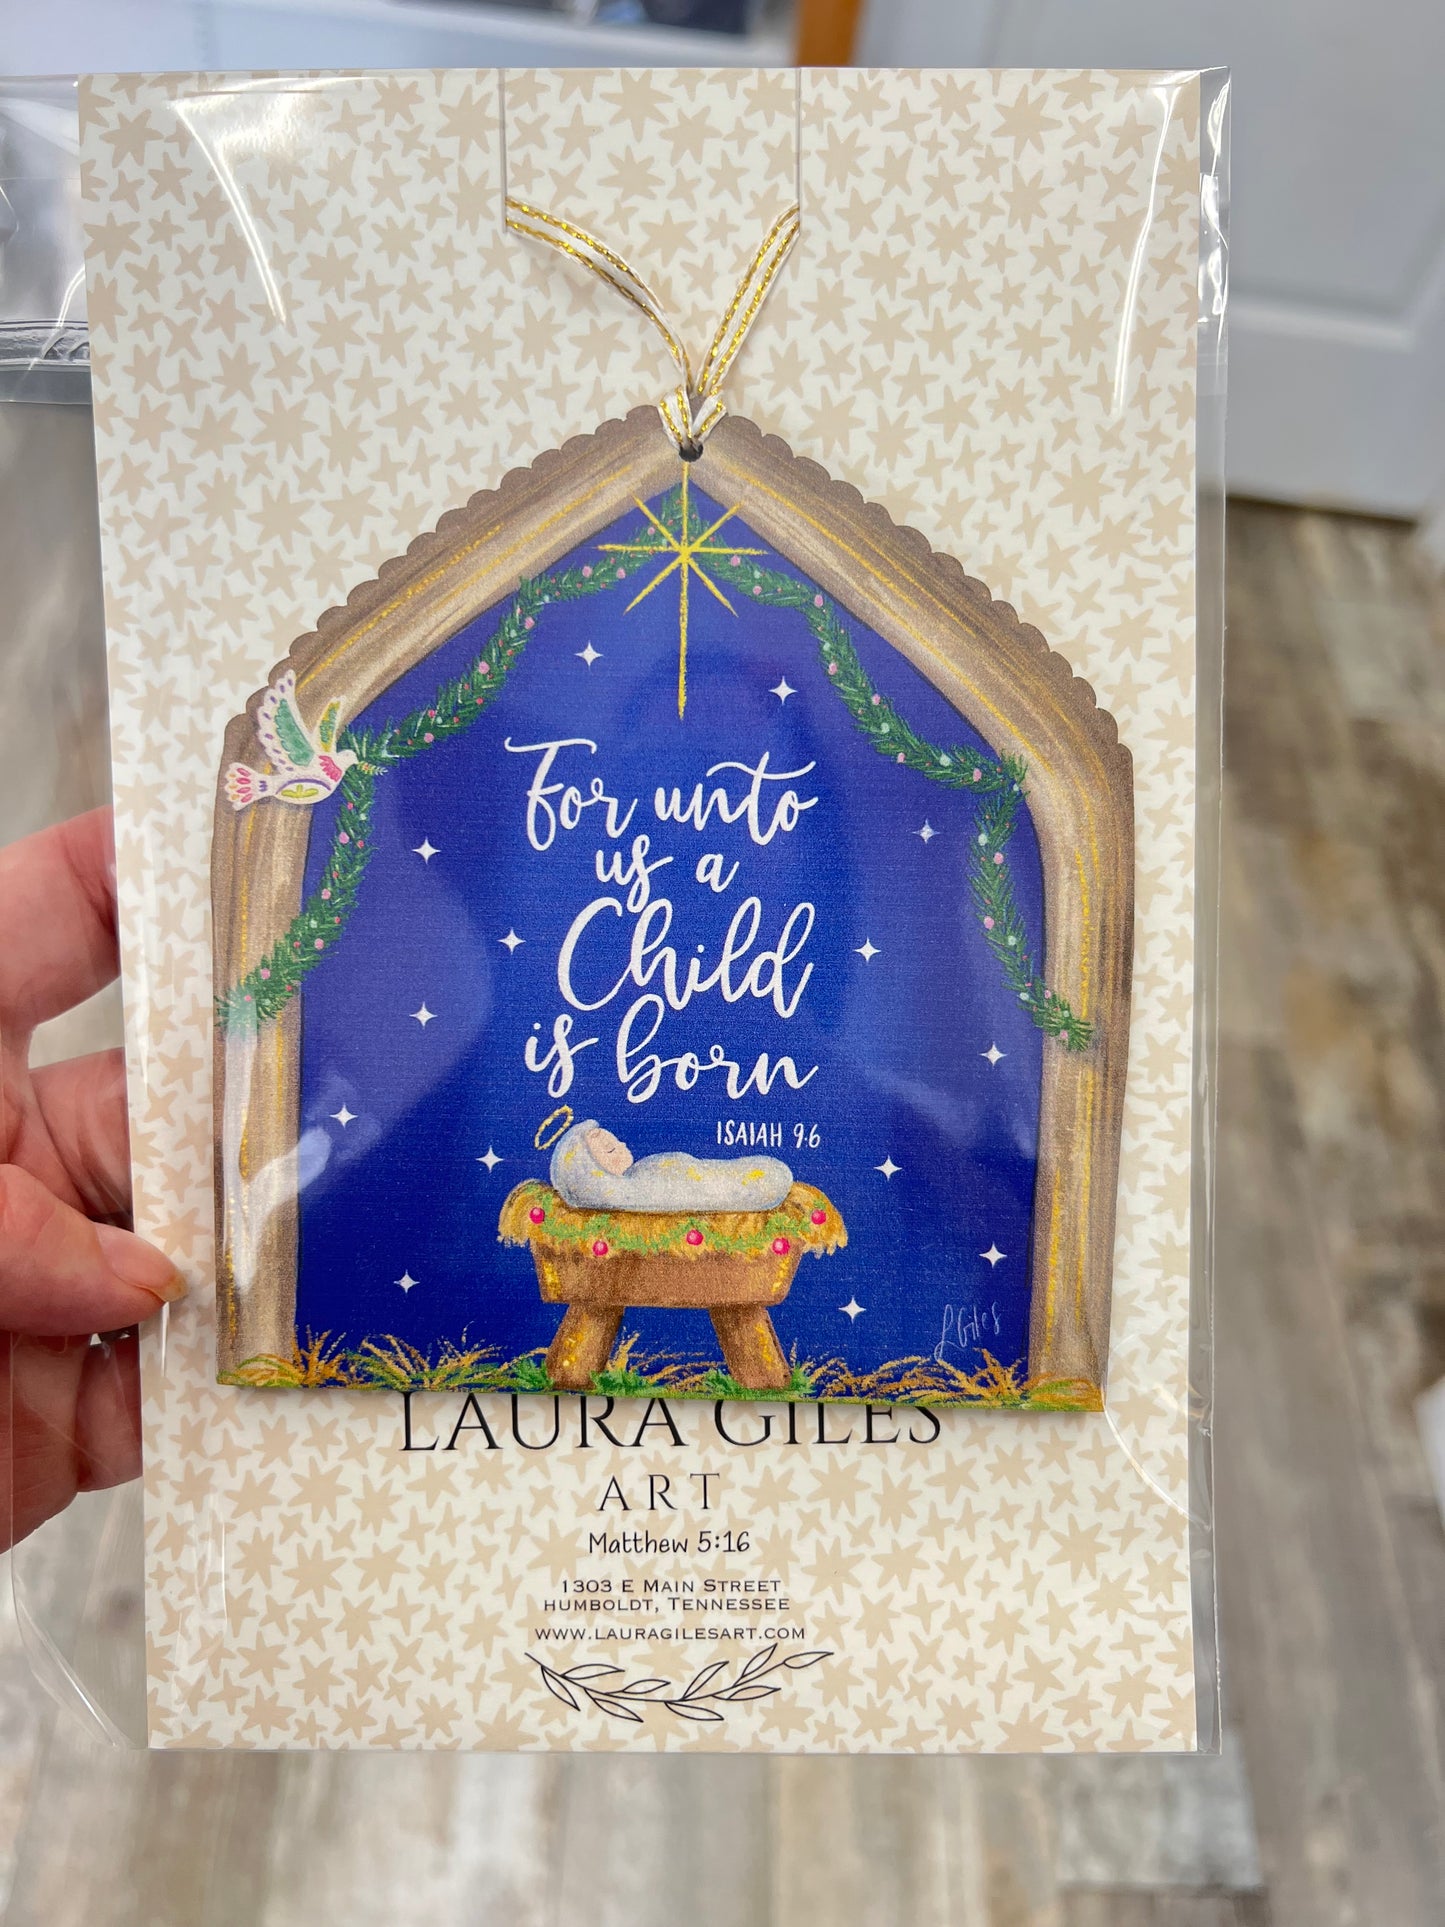 For unto
us a
Child
is born
ISAIAH 9:6
L Giles
LAURA GILES
ART
Matthew 5:16
1303 E MAIN STREET
HUMBOLDT, TENNESSEE
WWW.LAURAGILESART.COM